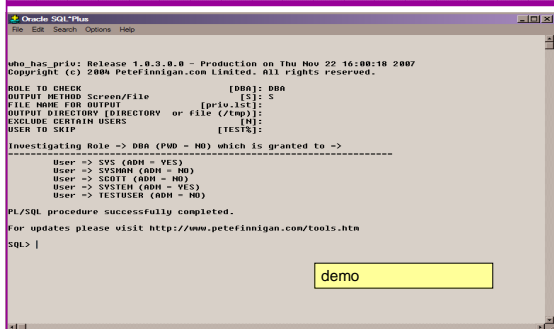 Oracle SQL*Plus
File Edit Search Options Help
who_has_priv: Release 1.0.3.0.0 - Production on Thu Nov 22 16:00:18 2007
Copyright (c) 2004 PeteFinnigan.com Limited. All rights reserved.
ROLE TO CHECK [DBA]: DBA
OUTPUT METHOD Screen/File [S]: S
FILE NAME FOR OUTPUT [priv.lst]:
OUTPUT DIRECTORY [DIRECTORY or file (/tmp)]:
EXCLUDE CERTAIN USERS [N]:
USER TO SKIP [TEST%]:
Investigating Role -> DBA (PWD - NO) which is granted to ->
====================================================================
User -> SYS (ADM = YES)
User -> SYSMAN (ADM = NO)
User -> SCOTT (ADM = NO)
User -> SYSTEM (ADM = YES)
User -> TESTUSER (ADM = NO)
PL/SQL procedure successfully completed.
For updates please visit http://www.petefinnigan.com/tools.htm
SQL> |
demo